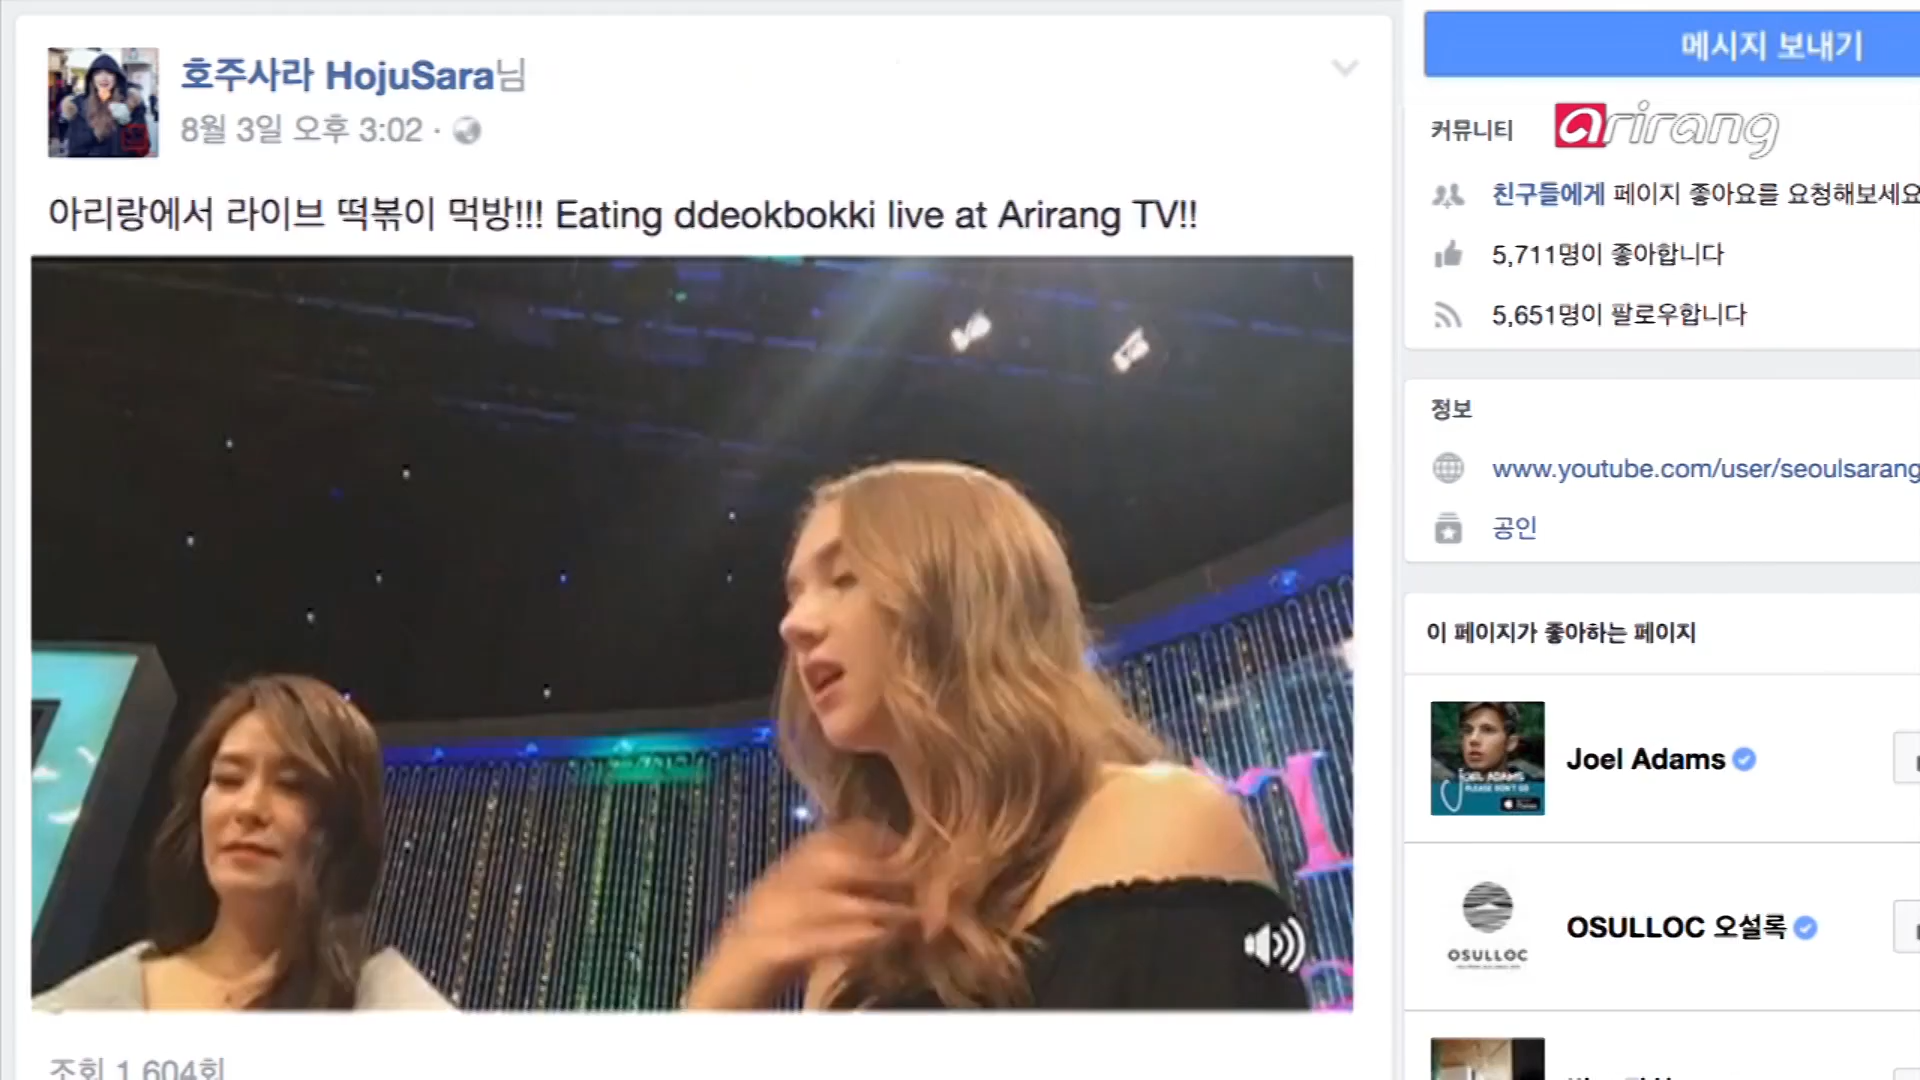 호주사라 HojuSara님
8월 3일 오후 3:02 ·
아리랑에서 라이브 떡볶이 먹방!!! Eating ddeokbokki live at Arirang TV!!
조회 1,604회
메시지 보내기
커뮤니티
arirang
친구들에게 페이지 좋아요를 요청해보세요
5,711명이 좋아합니다
5,651명이 팔로우합니다
정보
www.youtube.com/user/seoulsarang
공인
이 페이지가 좋아하는 페이지
JOEL ADAMS
PLEASE DON'T GO
Joel Adams
OSULLOC
OSULLOC 오설록